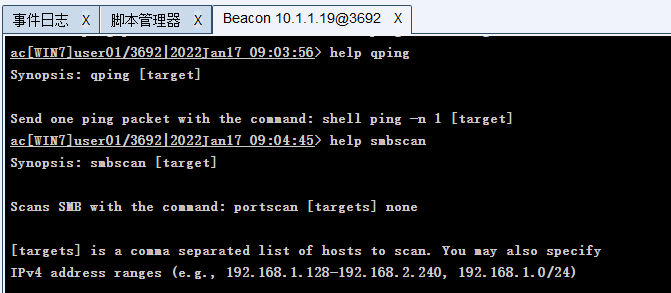 事件日志 X 脚本管理器 X Beacon 10.1.1.19@3692 X
ac[WIN7]user01/3692|2022Jan17 09:03:56> help qping
Synopsis: qping [target]
Send one ping packet with the command: shell ping -n 1 [target]
ac[WIN7]user01/3692|2022Jan17 09:04:45> help smbscan
Synopsis: smbscan [target]
Scans SMB with the command: portscan [targets] none
[targets] is a comma separated list of hosts to scan. You may also specify
IPv4 address ranges (e.g., 192.168.1.128-192.168.2.240, 192.168.1.0/24)